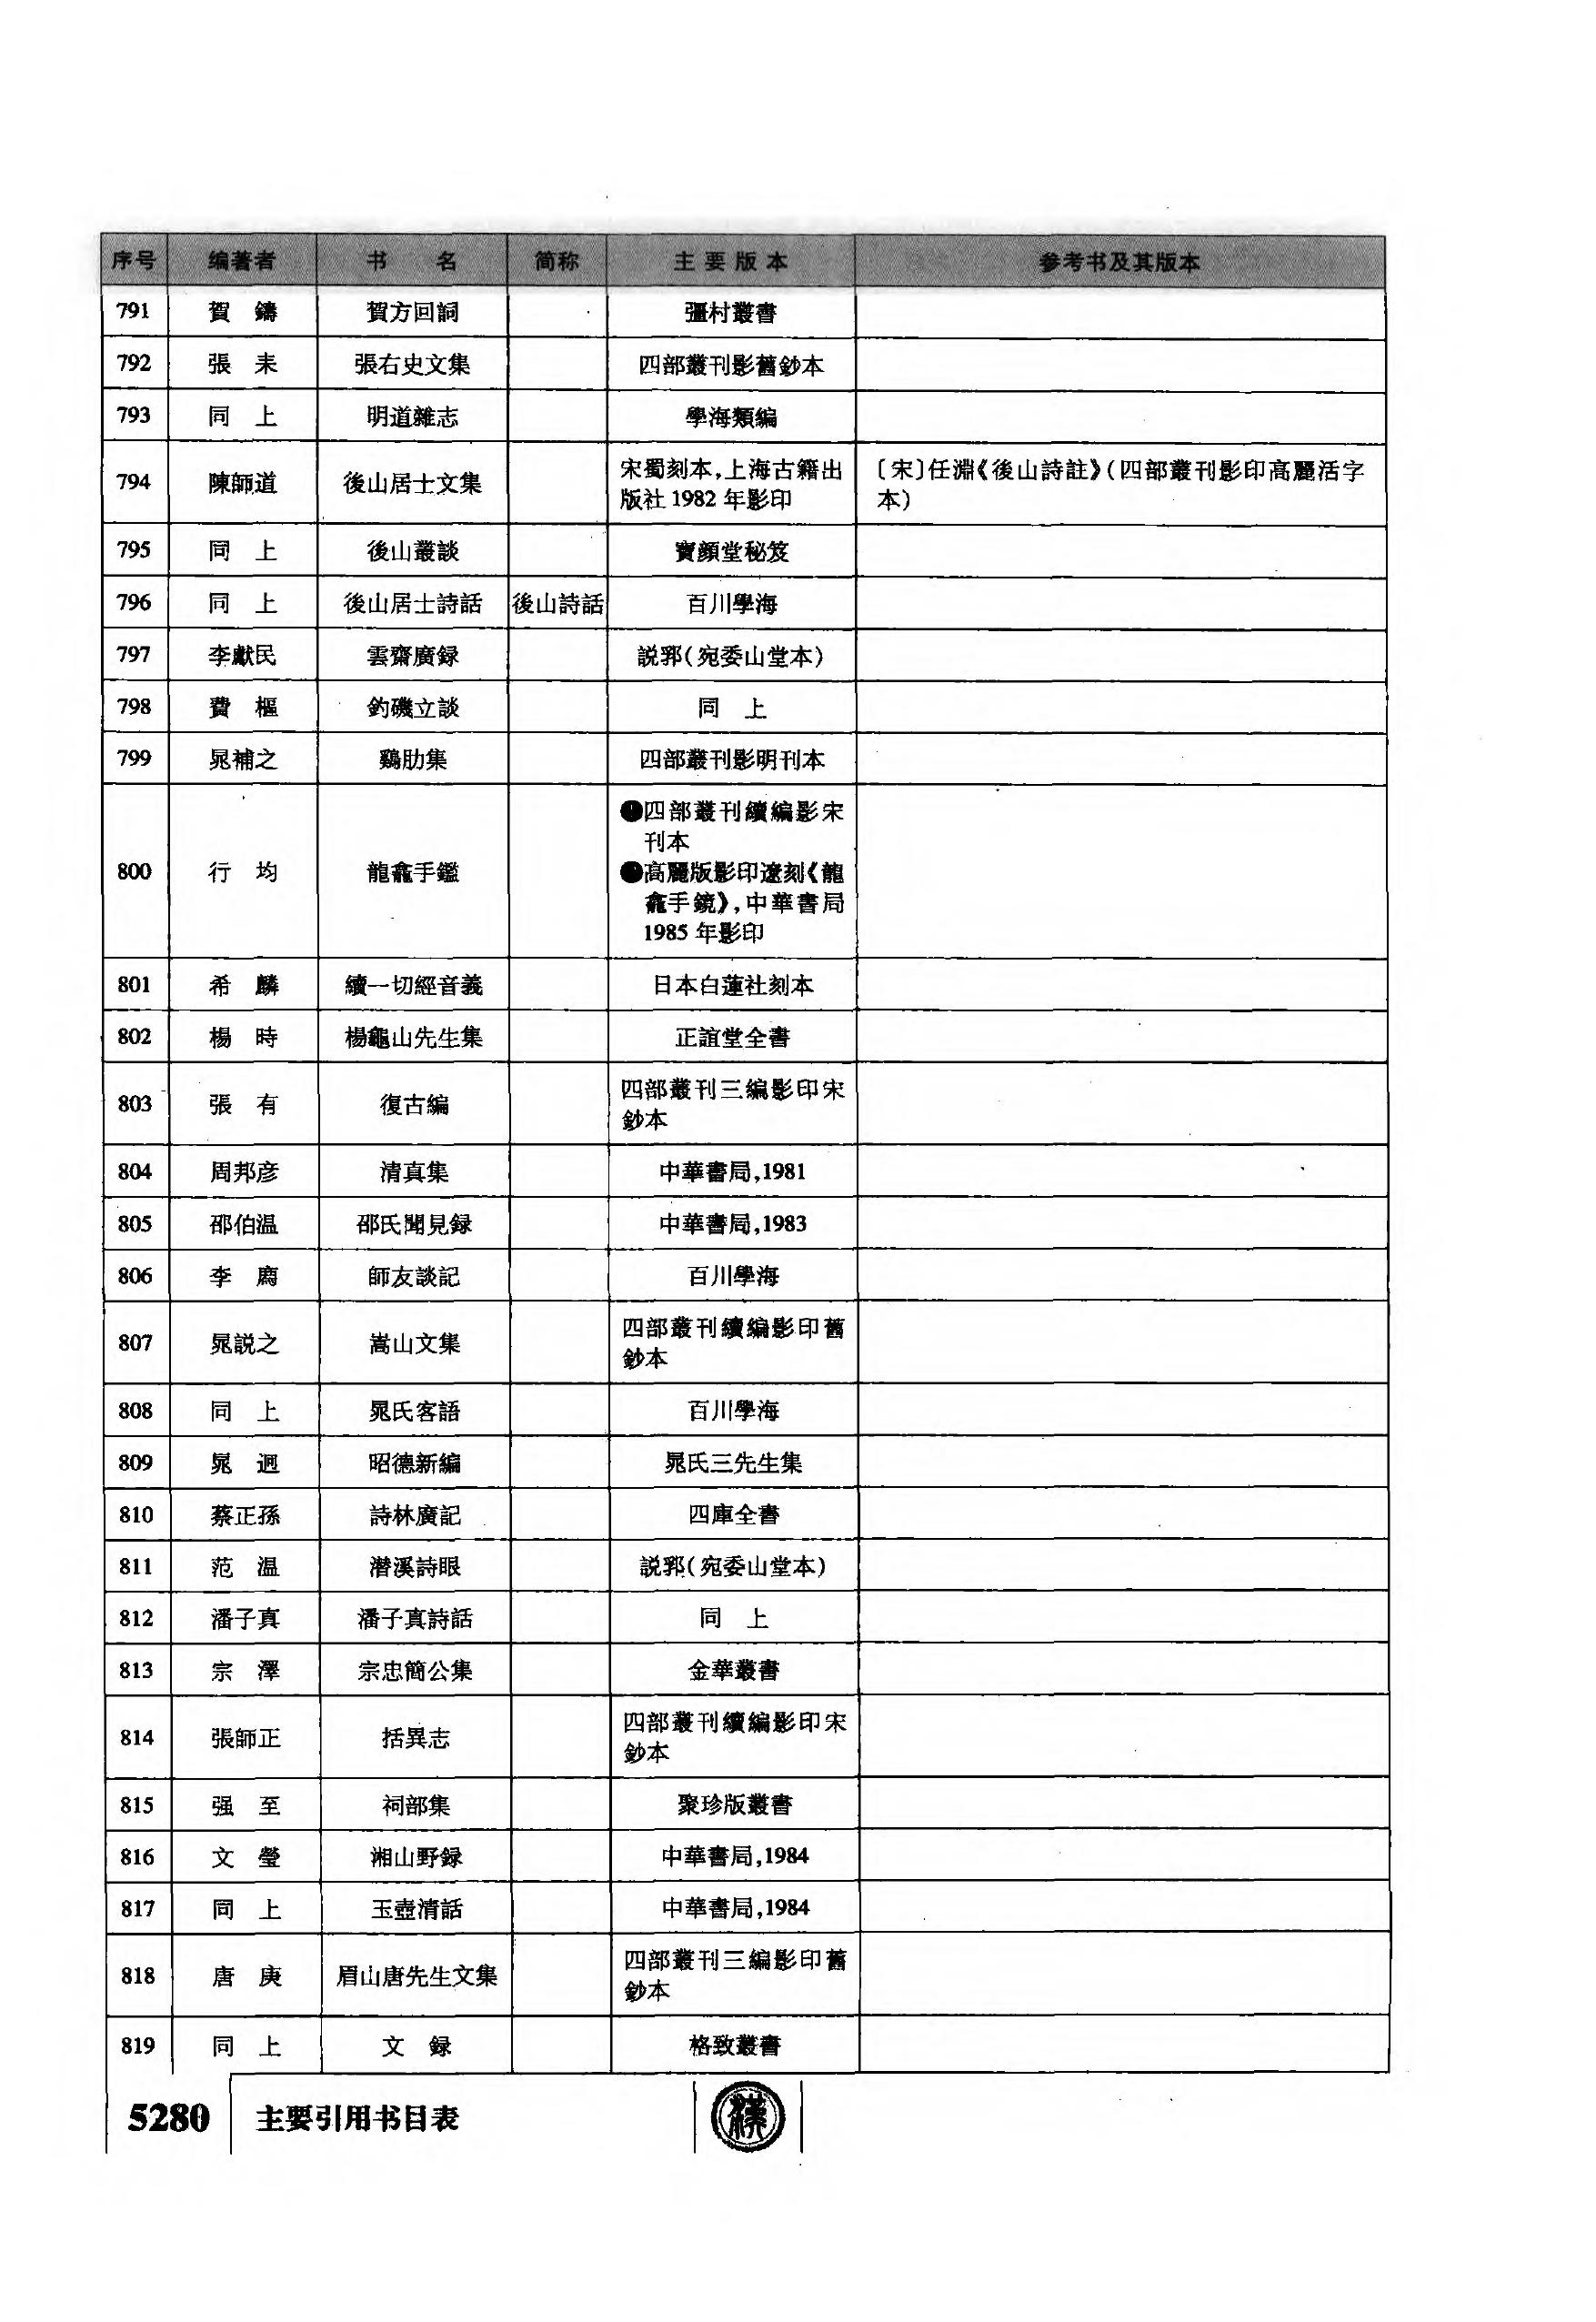 序号 编著者 书 名 简称 主要版本 参考书及其版本
791 賀 鑄 賀方回詞 彊村叢書
792 張 耒 張右史文集 四部叢刊影舊鈔本
793 同 上 明道雜志 學海類編
794 陳師道 後山居士文集 宋蜀刻本,上海古籍出 〔宋〕任淵《後山詩註》(四部叢刊影印高麗活字
版社1982年影印 本)
795 同 上 後山叢談 寶顔堂秘笈
796 同 上 後山居士詩話 後山詩話 百川學海
797 李獻民 雲齋廣録 説郛(宛委山堂本)
798 費 樞 釣磯立談 同 上
799 晁補之 鷄肋集 四部叢刊影明刊本
800 行 均 龍龕手鑑 ❶四部叢刊續編影宋
刊本
❷高麗版影印遼刻《龍
龕手鏡》,中華書局
1985年影印
801 希 麟 續一切經音義 日本白蓮社刻本
802 楊 時 楊龜山先生集 正誼堂全書
803 張 有 復古編 四部叢刊三編影印宋
鈔本
804 周邦彦 清真集 中華書局,1981
805 邵伯温 邵氏聞見録 中華書局,1983
806 李 廌 師友談記 百川學海
807 晁説之 嵩山文集 四部叢刊續編影印舊
鈔本
808 同 上 晁氏客語 百川學海
809 晁 迥 昭德新編 晁氏三先生集
810 蔡正孫 詩林廣記 四庫全書
811 范 温 潛溪詩眼 説郛(宛委山堂本)
812 潘子真 潘子真詩話 同 上
813 宗 澤 宗忠簡公集 金華叢書
814 張師正 括異志 四部叢刊續編影印宋
鈔本
815 强 至 祠部集 聚珍版叢書
816 文 瑩 湘山野録 中華書局,1984
817 同 上 玉壺清話 中華書局,1984
818 唐 庚 眉山唐先生文集 四部叢刊三編影印舊
鈔本
819 同 上 文 録 格致叢書
5280 主要引用书目表 漢